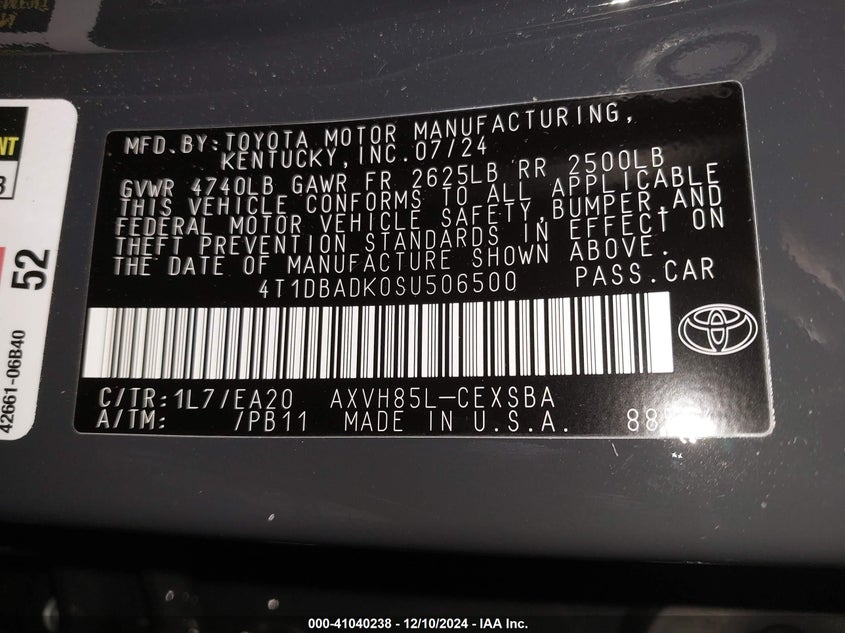 NT
3
52
42661-06B40
MFD.BY:TOYOTA MOTOR MANUFACTURING,
KENTUCKY,INC.07/24
GVWR 4740LB GAWR FR 2625LB RR 2500LB
THIS VEHICLE CONFORMS TO ALL APPLICABLE
FEDERAL MOTOR VEHICLE SAFETY,BUMPER,AND
THEFT PREVENTION STANDARDS IN EFFECT ON
THE DATE OF MANUFACTURE SHOWN ABOVE.
4T1DBADK0SU506500 PASS.CAR
C/TR:1L7/EA20 AXVH85L-CEXSBA
A/TM: /PB11 MADE IN U.S.A.
000-41040238 - 12/10/2024 - IAA Inc.